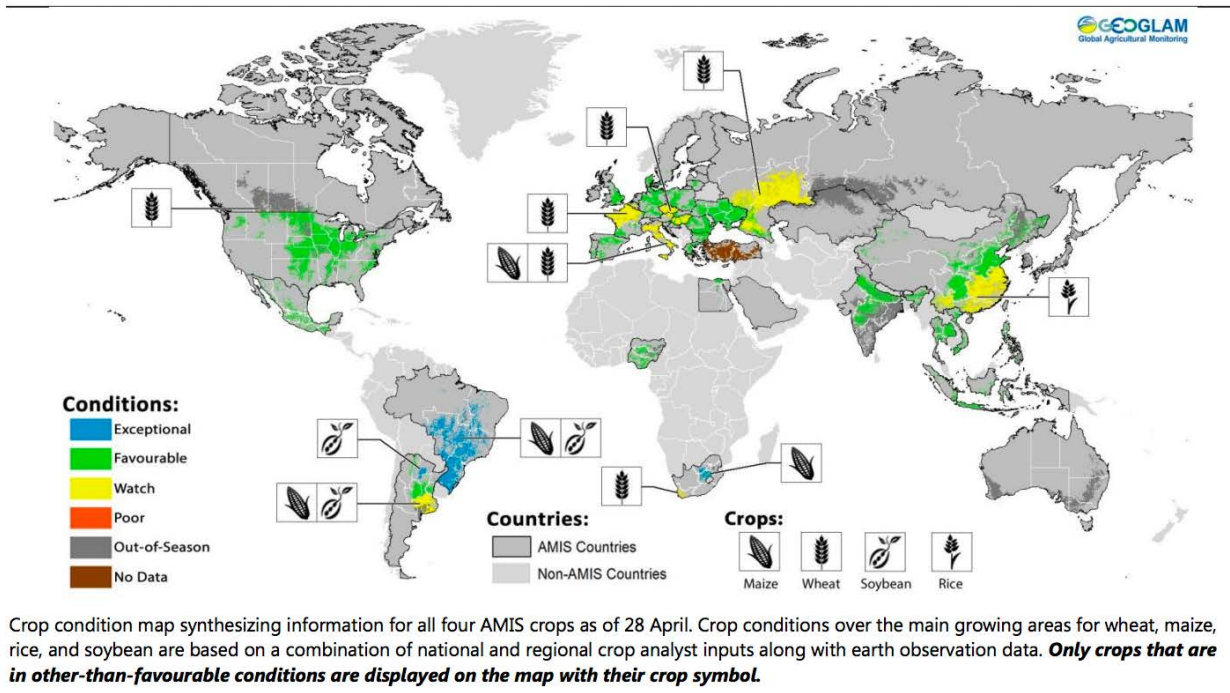 GEOGLAM
Global Agricultural Monitoring
Conditions:
Exceptional
Favourable
Watch
Poor
Out-of-Season
No Data
Countries:
AMIS Countries
Non-AMIS Countries
Crops:
Maize Wheat Soybean Rice
Crop condition map synthesizing information for all four AMIS crops as of 28 April. Crop conditions over the main growing areas for wheat, maize,
rice, and soybean are based on a combination of national and regional crop analyst inputs along with earth observation data. Only crops that are
in other-than-favourable conditions are displayed on the map with their crop symbol.